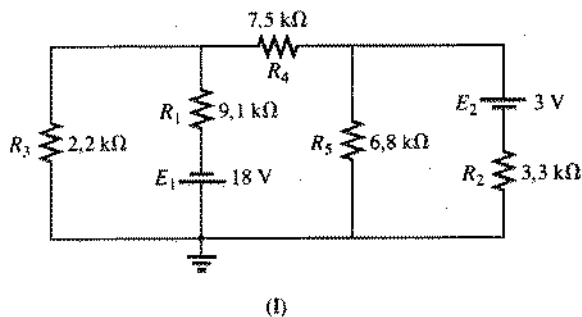 7,5 kΩ
R4
R1
9,1 kΩ
E2
3 V
R3
2,2 kΩ
R5
6,8 kΩ
E1
18 V
R2
3,3 kΩ
(I)